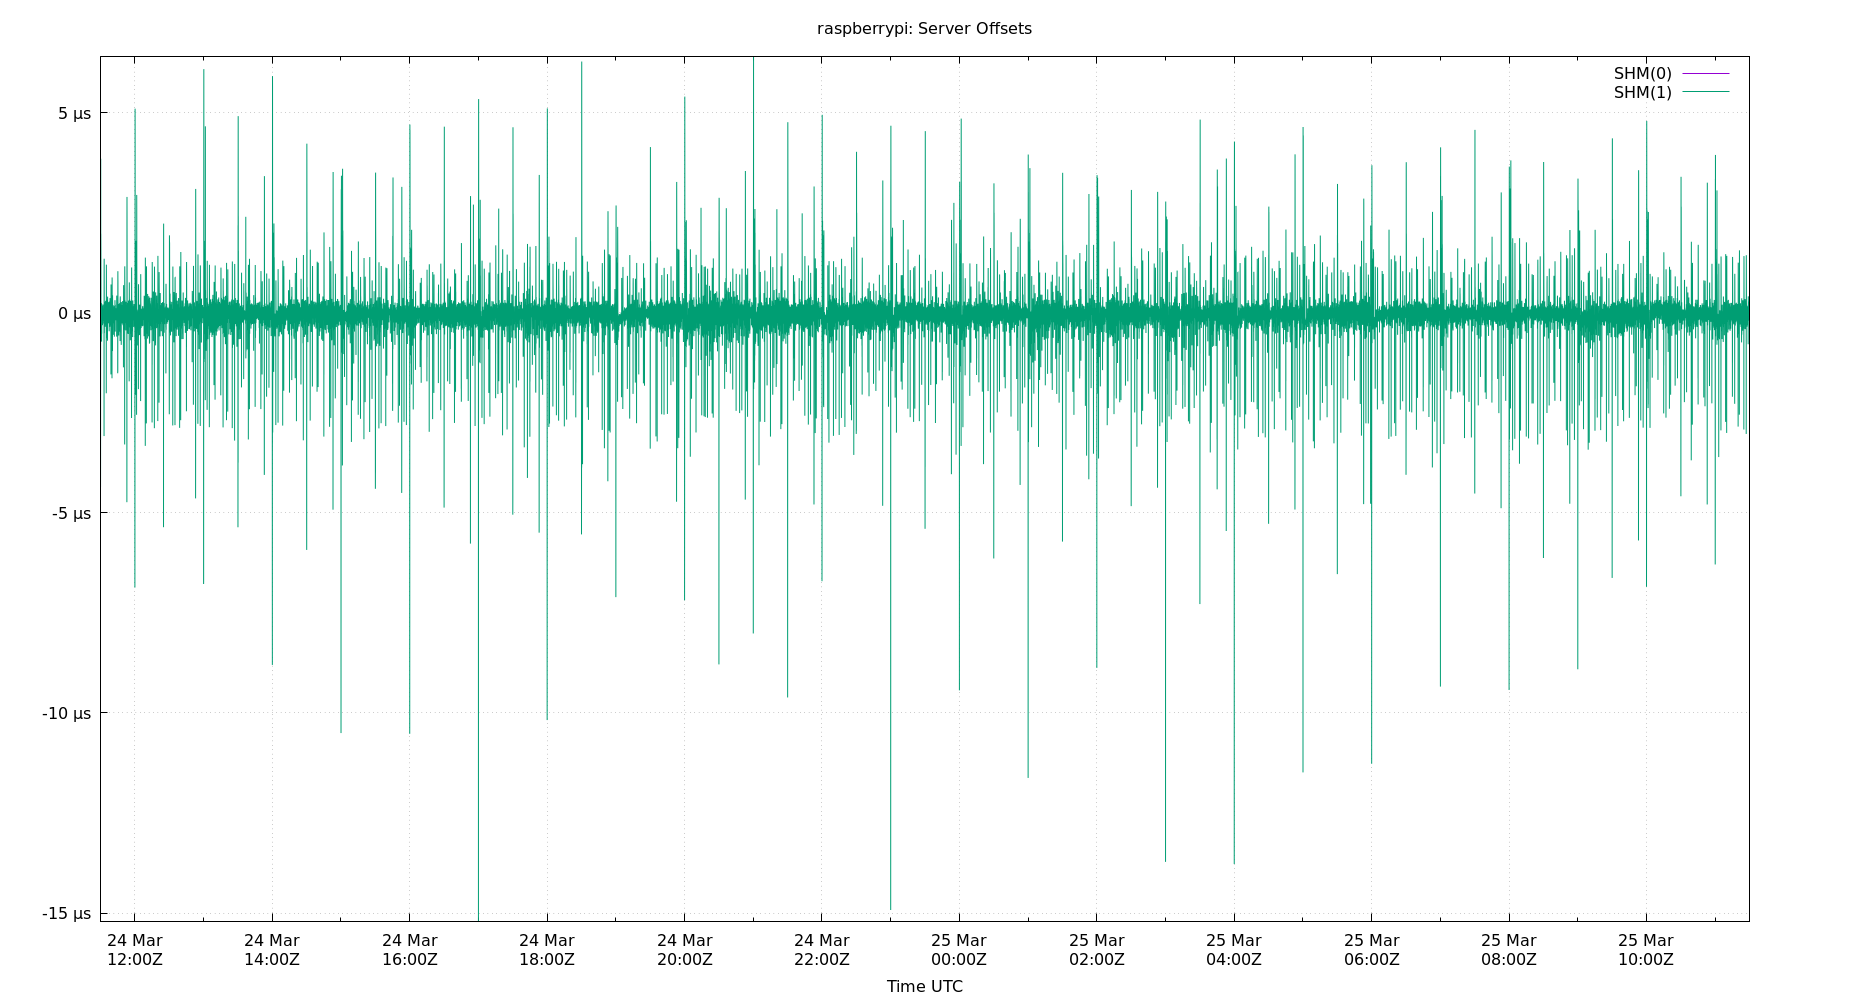 raspberrypi: Server Offsets
SHM(0)
SHM(1)
5 µs
0 µs
-5 µs
-10 µs
-15 µs
24 Mar 24 Mar 24 Mar 24 Mar 24 Mar 24 Mar 25 Mar 25 Mar 25 Mar 25 Mar 25 Mar 25 Mar
12:00Z 14:00Z 16:00Z 18:00Z 20:00Z 22:00Z 00:00Z 02:00Z 04:00Z 06:00Z 08:00Z 10:00Z
Time UTC